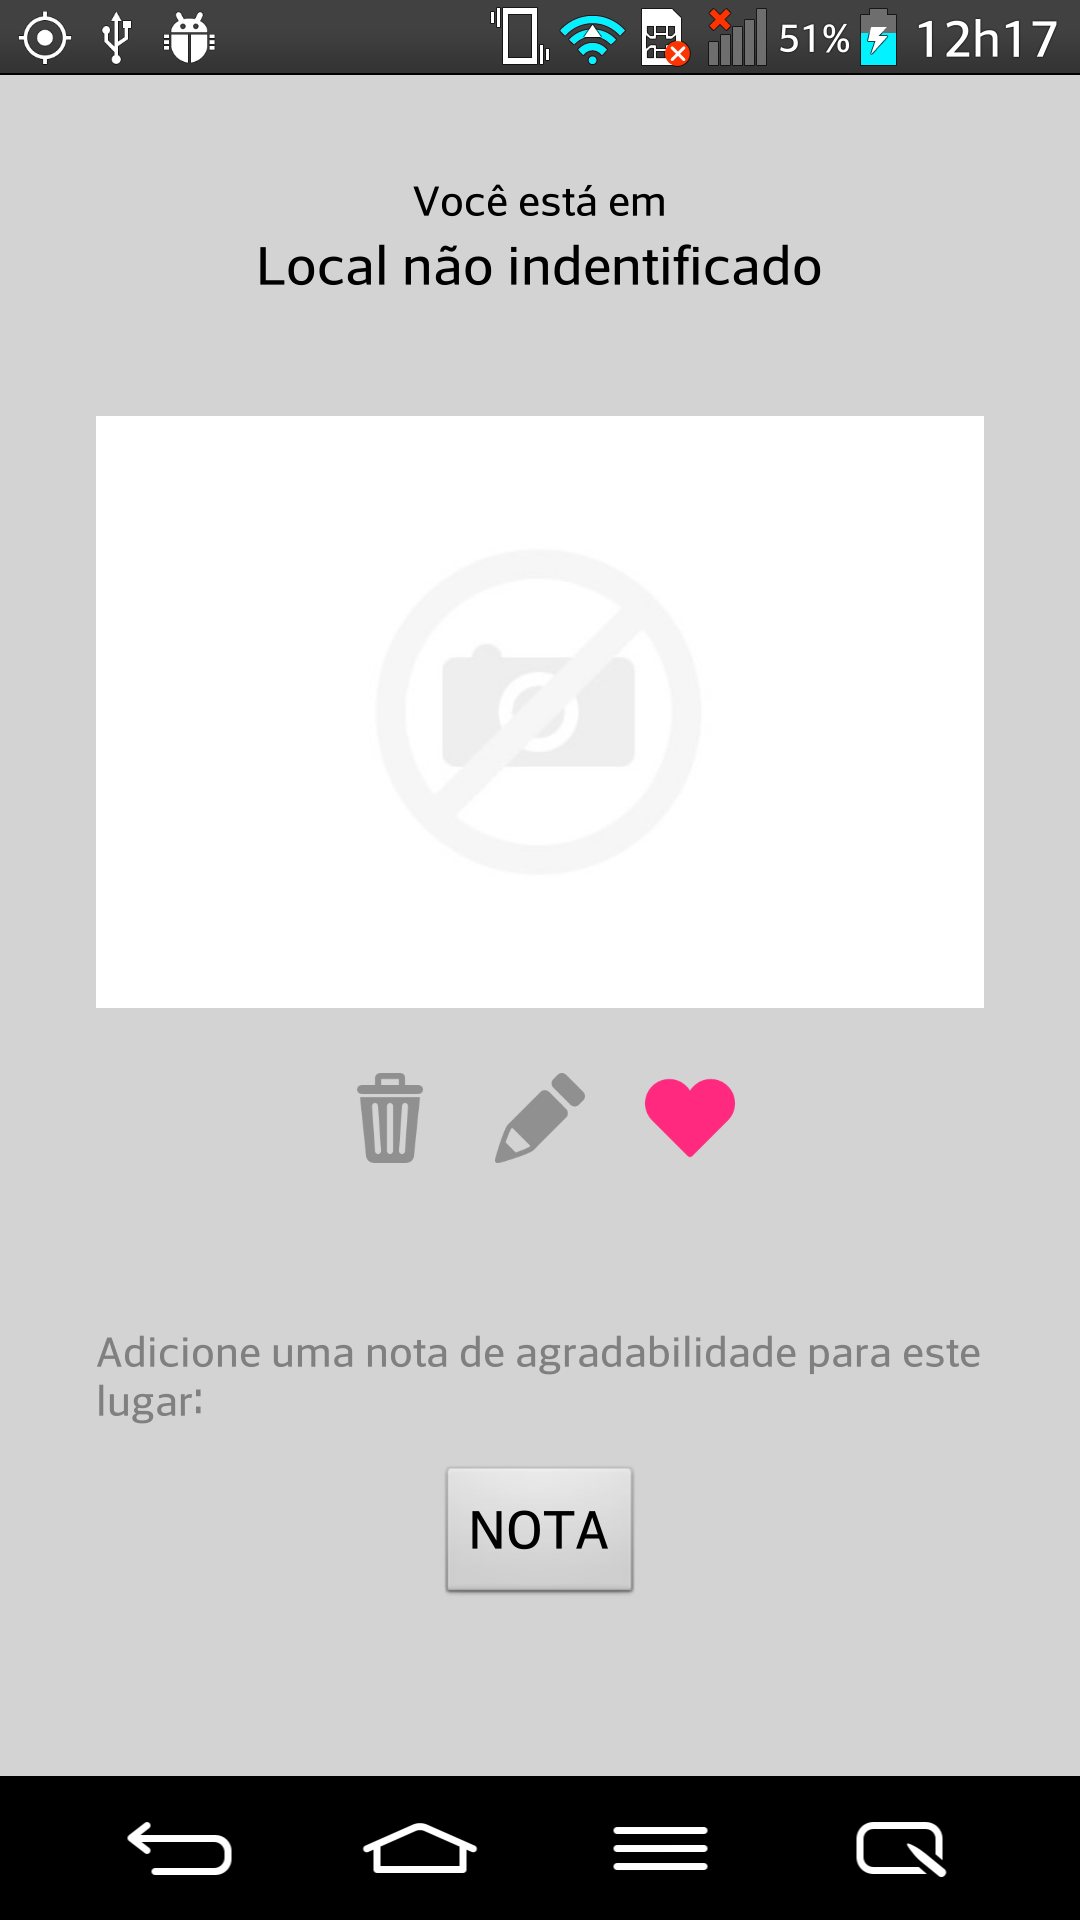 51% 12h17
Você está em
Local não indentificado
Adicione uma nota de agradabilidade para este
lugar:
NOTA